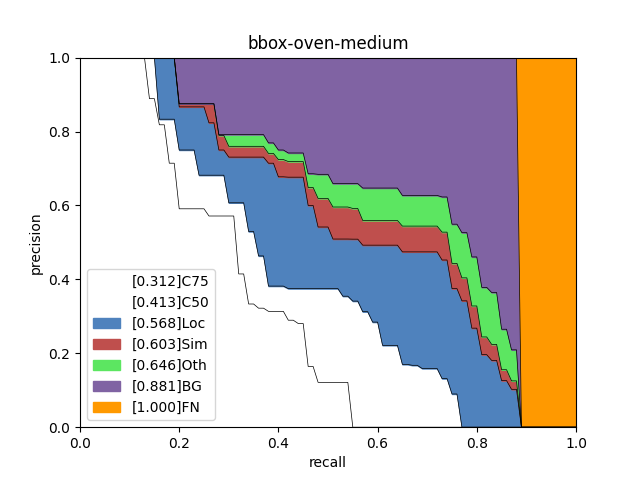 bbox-oven-medium
1.0
0.8
0.6
0.4
0.2
0.0
precision
[0.312]C75
[0.413]C50
[0.568]Loc
[0.603]Sim
[0.646]Oth
[0.881]BG
[1.000]FN
0.0 0.2 0.4 0.6 0.8 1.0
recall